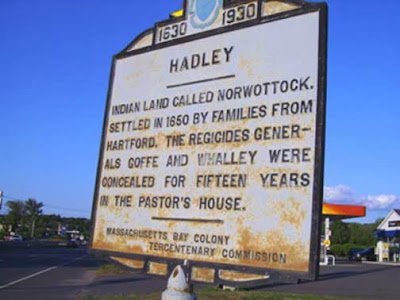 1630 1930
HADLEY
INDIAN LAND CALLED NORWOTTOCK.
SETTLED IN 1650 BY FAMILIES FROM
HARTFORD. THE REGICIDES GENER-
ALS GOFFE AND WHALLEY WERE
CONCEALED FOR FIFTEEN YEARS
IN THE PASTOR'S HOUSE.
MASSACHUSETTS BAY COLONY
TERCENTENARY COMMISSION